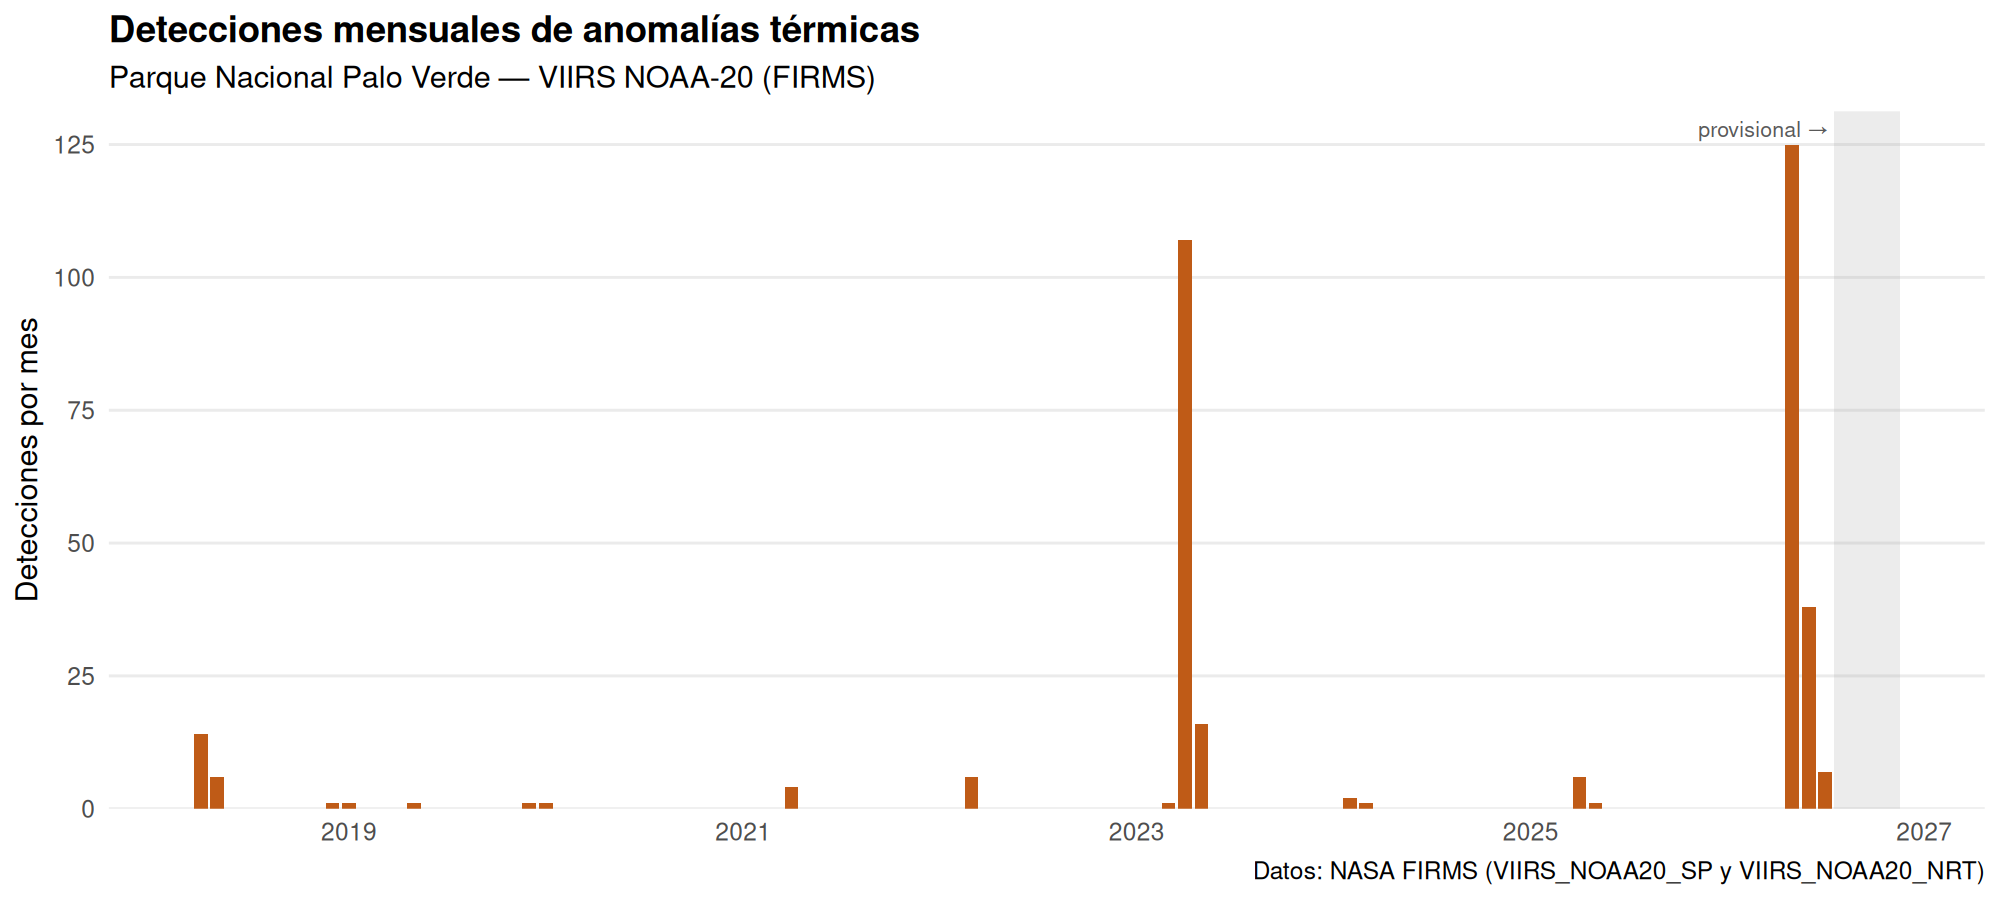 Detecciones mensuales de anomalías térmicas
Parque Nacional Palo Verde — VIIRS NOAA-20 (FIRMS)
provisional →
125
100
75
50
25
0
Detecciones por mes
2019 2021 2023 2025 2027
Datos: NASA FIRMS (VIIRS_NOAA20_SP y VIIRS_NOAA20_NRT)